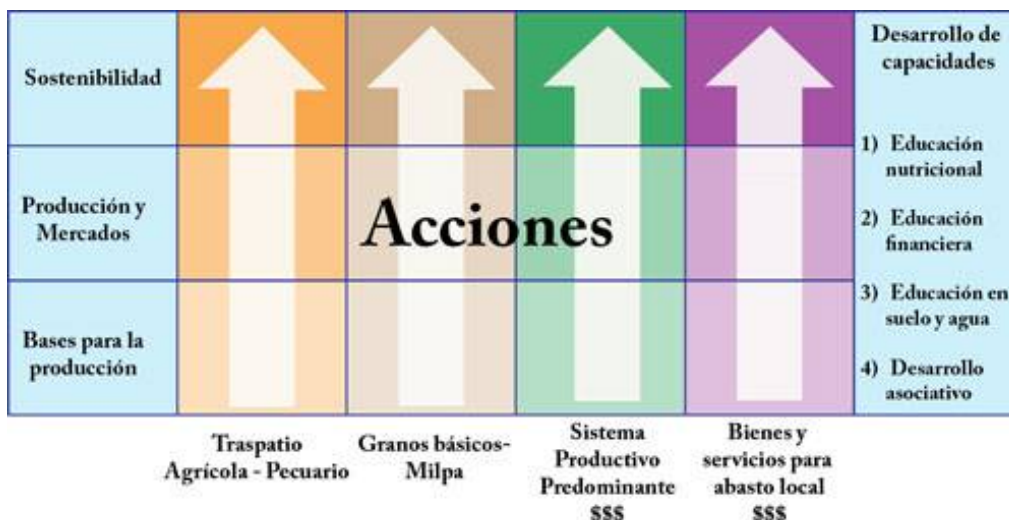 Sostenibilidad
Producción y
Mercados
Bases para la
producción
Acciones
Desarrollo de
capacidades
1) Educación
nutricional
2) Educación
financiera
3) Educación en
suelo y agua
4) Desarrollo
asociativo
Traspatio
Agrícola - Pecuario
Granos básicos-
Milpa
Sistema
Productivo
Predominante
$$$
Bienes y
servicios para
abasto local
$$$